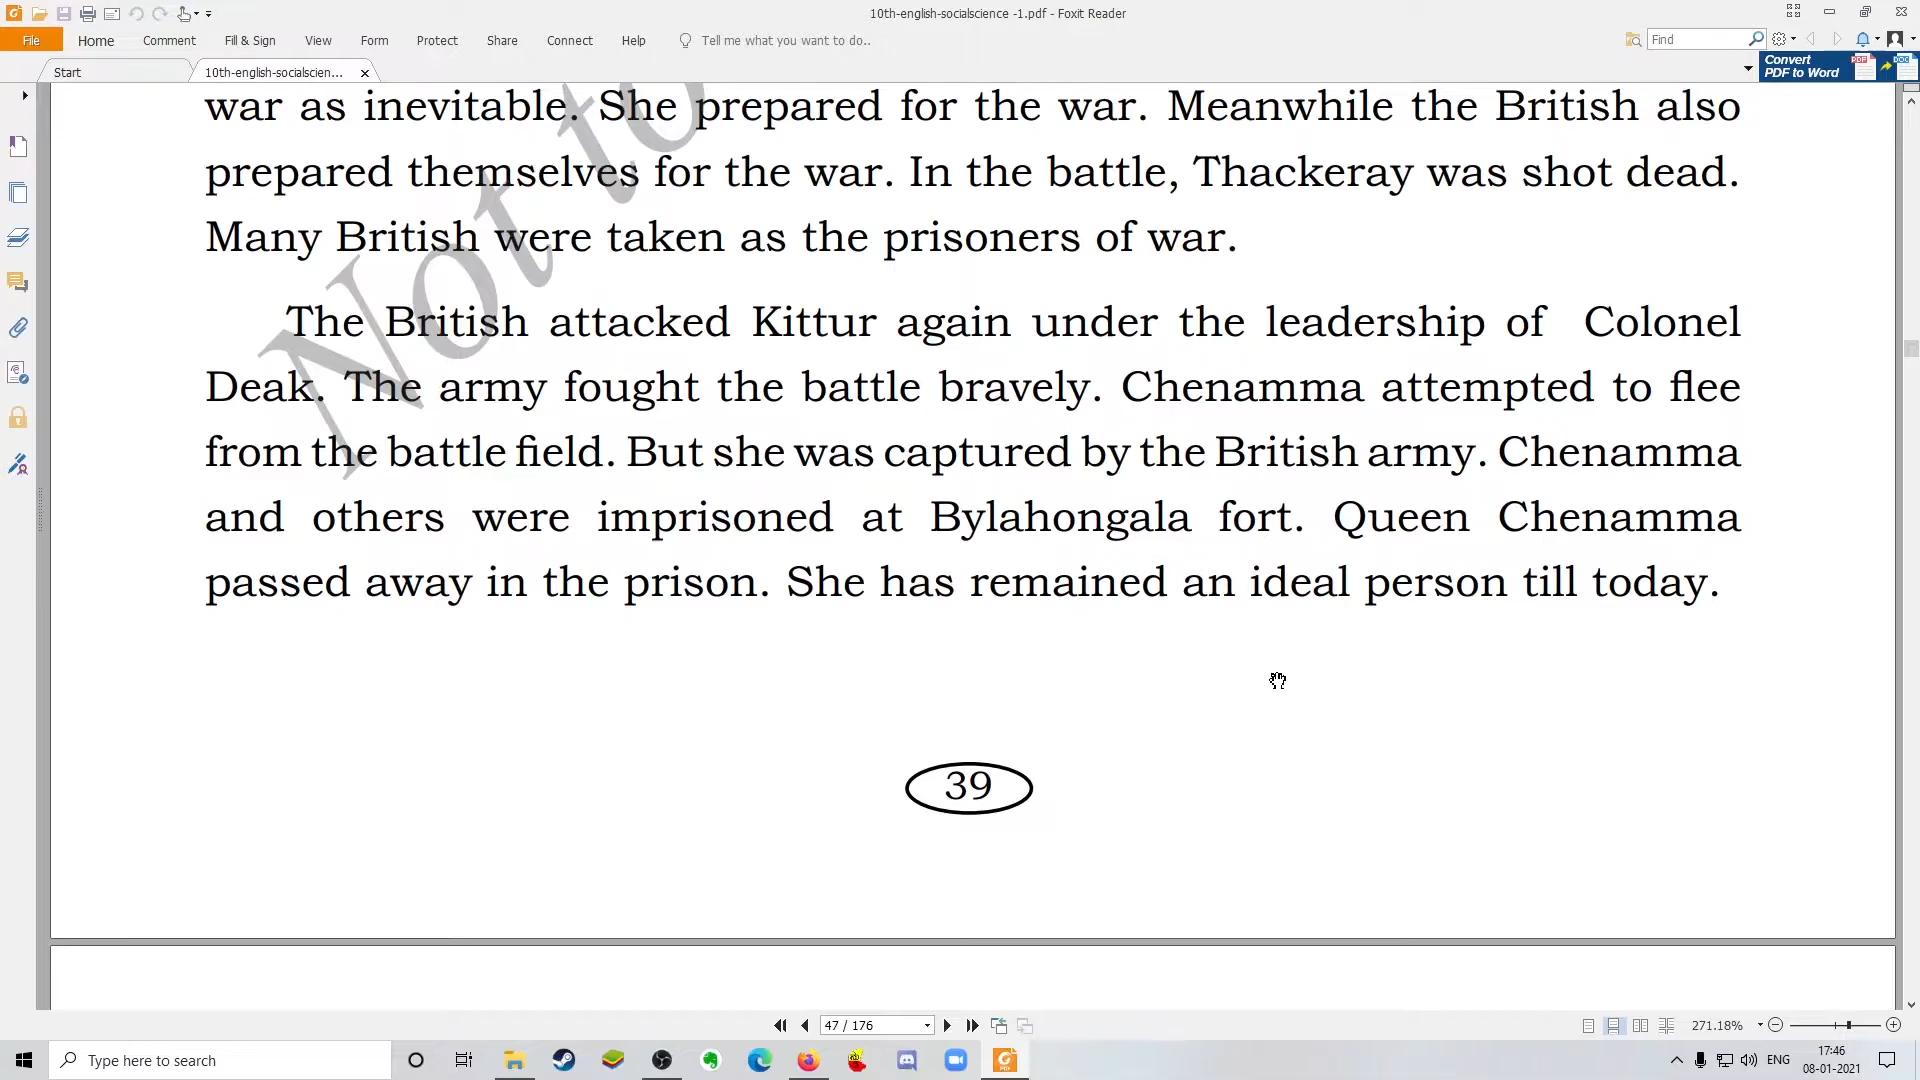 10th-english-socialscience -1.pdf - Foxit Reader
File Home Comment Fill & Sign View Form Protect Share Connect Help Tell me what you want to do.. Find
Start 10th-english-socialscien... Convert
PDF to Word
war as inevitable. She prepared for the war. Meanwhile the British also
prepared themselves for the war. In the battle, Thackeray was shot dead.
Many British were taken as the prisoners of war.
The British attacked Kittur again under the leadership of Colonel
Deak. The army fought the battle bravely. Chenamma attempted to flee
from the battle field. But she was captured by the British army. Chenamma
and others were imprisoned at Bylahongala fort. Queen Chenamma
passed away in the prison. She has remained an ideal person till today.
Not to
39
47 / 176 271.18%
Type here to search ENG 17:46
08-01-2021